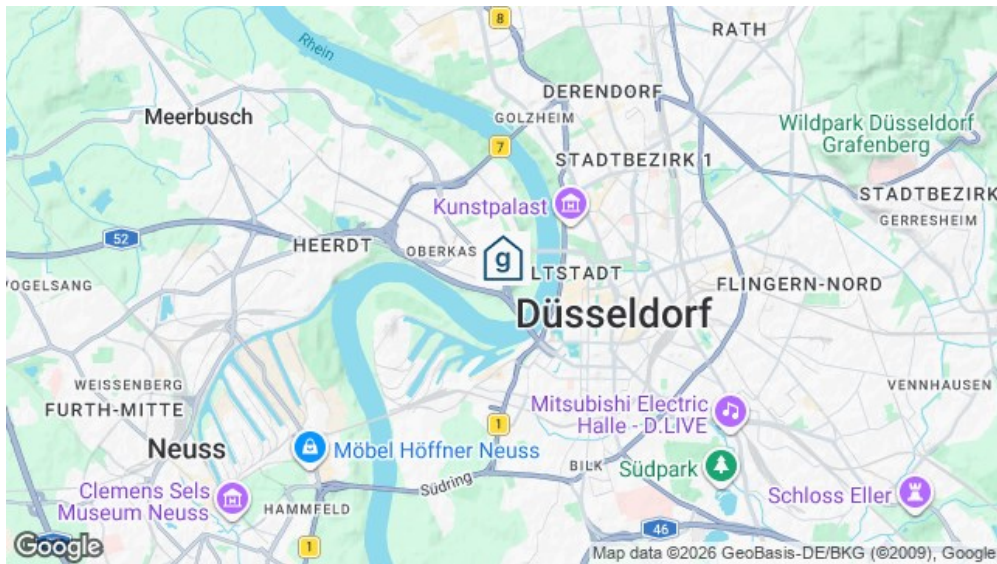 8
RATH
Rhein
DERENDORF
GOLZHEIM
Meerbusch
Wildpark Düsseldorf
Grafenberg
7
STADTBEZIRK 1
STADTBEZIRK
Kunstpalast
GERRESHEIM
52
HEERDT
OBERKAS
g
LTSTADT
VOGELSANG
FLINGERN-NORD
Düsseldorf
WEISSENBERG
VENNHAUSEN
FURTH-MITTE
Mitsubishi Electric
Halle - D.LIVE
1
Neuss
Möbel Höffner Neuss
BILK
Südpark
Südring
Clemens Sels
Museum Neuss
Schloss Eller
HAMMFELD
46
1
Google
Map data ©2026 GeoBasis-DE/BKG (©2009), Google